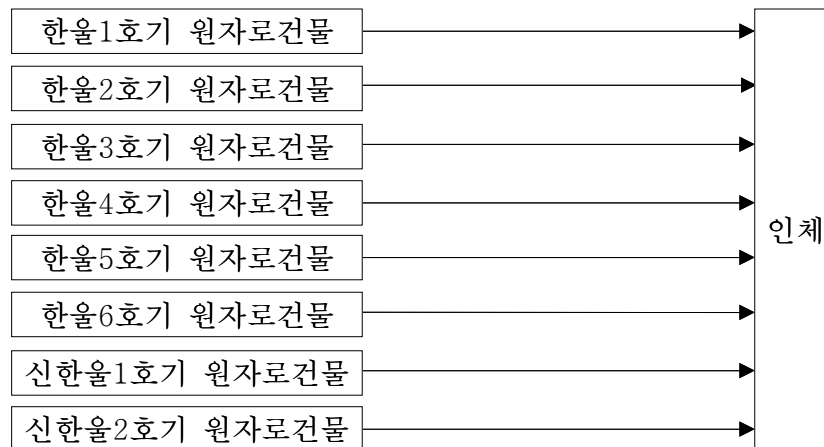 한울1호기 원자로건물
한울2호기 원자로건물
한울3호기 원자로건물
한울4호기 원자로건물
한울5호기 원자로건물
한울6호기 원자로건물
신한울1호기 원자로건물
신한울2호기 원자로건물
인체